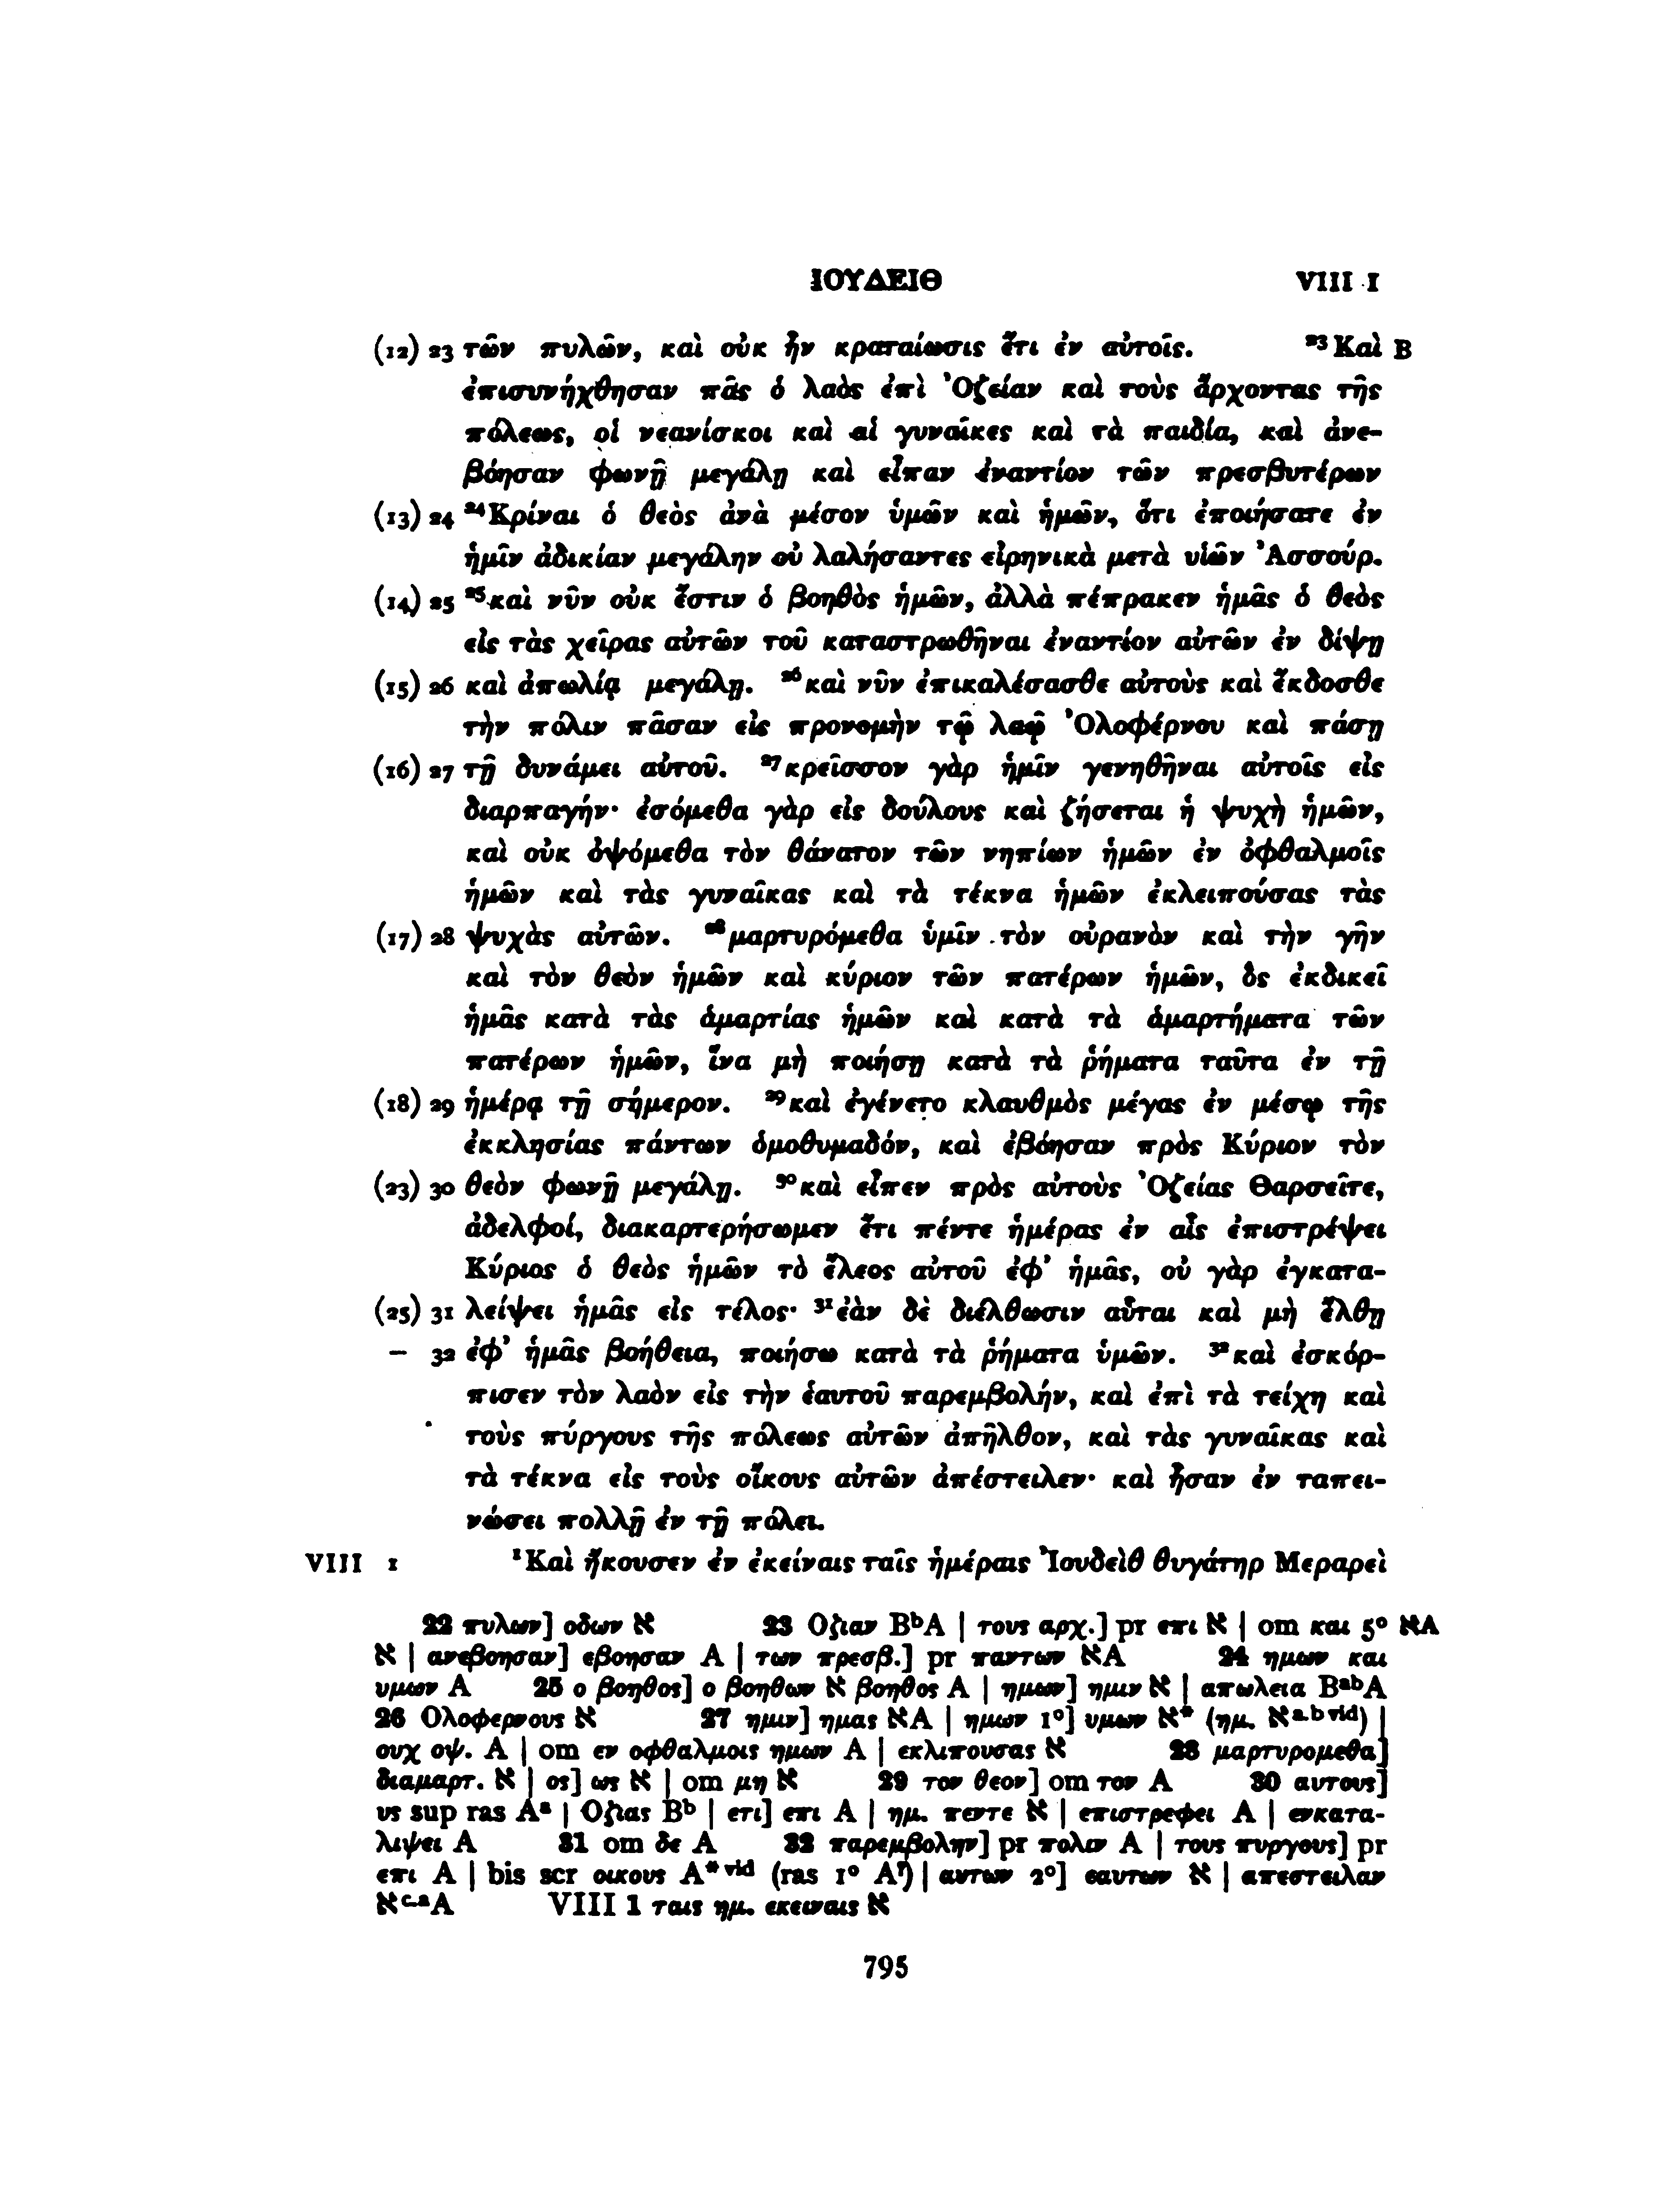 ΙΟΥΔΕΙΘ VIII 1
(12) 23 τῶν πυλῶν, καὶ οὐκ ἦν κραταίωσις ἔτι ἐν αὐτοῖς. ²³Καὶ B
ἐπισυνήχθησαν πᾶς ὁ λαὸς ἐπὶ Ὀζείαν καὶ τοὺς ἄρχοντας τῆς
πόλεως, οἱ νεανίσκοι καὶ αἱ γυναῖκες καὶ τὰ παιδία, καὶ ἀνε-
βόησαν φωνῇ μεγάλῃ καὶ εἶπαν ἐναντίον τῶν πρεσβυτέρων
(13) 24 ²⁴Κρίναι ὁ θεὸς ἀνὰ μέσον ὑμῶν καὶ ἡμῶν, ὅτι ἐποιήσατε ἐν
ἡμῖν ἀδικίαν μεγάλην οὐ λαλήσαντες εἰρηνικὰ μετὰ υἱῶν Ἀσσούρ.
(14) 25 ²⁵καὶ νῦν οὐκ ἔστιν ὁ βοηθὸς ἡμῶν, ἀλλὰ πέπρακεν ἡμᾶς ὁ θεὸς
εἰς τὰς χεῖρας αὐτῶν τοῦ καταστρωθῆναι ἐναντίον αὐτῶν ἐν δίψῃ
(15) 26 καὶ ἀπωλίᾳ μεγάλῃ. ²⁶καὶ νῦν ἐπικαλέσασθε αὐτοὺς καὶ ἔκδοσθε
τὴν πόλιν πᾶσαν εἰς προνομὴν τῷ λαῷ Ὀλοφέρνου καὶ πάσῃ
(16) 27 τῇ δυνάμει αὐτοῦ. ²⁷κρεῖσσον γὰρ ἡμῖν γενηθῆναι αὐτοῖς εἰς
διαρπαγήν· ἐσόμεθα γὰρ εἰς δούλους καὶ ζήσεται ἡ ψυχὴ ἡμῶν,
καὶ οὐκ ὀψόμεθα τὸν θάνατον τῶν νηπίων ἡμῶν ἐν ὀφθαλμοῖς
ἡμῶν καὶ τὰς γυναῖκας καὶ τὰ τέκνα ἡμῶν ἐκλειπούσας τὰς
(17) 28 ψυχὰς αὐτῶν. ²⁸μαρτυρόμεθα ὑμῖν τὸν οὐρανὸν καὶ τὴν γῆν
καὶ τὸν θεὸν ἡμῶν καὶ κύριον τῶν πατέρων ἡμῶν, ὃς ἐκδικεῖ
ἡμᾶς κατὰ τὰς ἁμαρτίας ἡμῶν καὶ κατὰ τὰ ἁμαρτήματα τῶν
πατέρων ἡμῶν, ἵνα μὴ ποιήσῃ κατὰ τὰ ῥήματα ταῦτα ἐν τῇ
(18) 29 ἡμέρᾳ τῇ σήμερον. ²⁹καὶ ἐγένετο κλαυθμὸς μέγας ἐν μέσῳ τῆς
ἐκκλησίας πάντων ὁμοθυμαδόν, καὶ ἐβόησαν πρὸς Κύριον τὸν
(23) 30 θεὸν φωνῇ μεγάλῃ. ³⁰καὶ εἶπεν πρὸς αὐτοὺς Ὀζείας Θαρσεῖτε,
ἀδελφοί, διακαρτερήσωμεν ἔτι πέντε ἡμέρας ἐν αἷς ἐπιστρέψει
Κύριος ὁ θεὸς ἡμῶν τὸ ἔλεος αὐτοῦ ἐφ’ ἡμᾶς, οὐ γὰρ ἐγκατα-
(25) 31 λείψει ἡμᾶς εἰς τέλος· ³¹ἐὰν δὲ διέλθωσιν αὗται καὶ μὴ ἔλθῃ
– 32 ἐφ’ ἡμᾶς βοήθεια, ποιήσω κατὰ τὰ ῥήματα ὑμῶν. ³²καὶ ἐσκόρ-
πισεν τὸν λαὸν εἰς τὴν ἑαυτοῦ παρεμβολήν, καὶ ἐπὶ τὰ τείχη καὶ
τοὺς πύργους τῆς πόλεως αὐτῶν ἀπῆλθον, καὶ τὰς γυναῖκας καὶ
τὰ τέκνα εἰς τοὺς οἴκους αὐτῶν ἀπέστειλεν· καὶ ἦσαν ἐν ταπει-
νώσει πολλῇ ἐν τῇ πόλει.
VIII 1 ¹Καὶ ἤκουσεν ἐν ἐκείναις ταῖς ἡμέραις Ἰουδεὶθ θυγάτηρ Μεραρεὶ
22 πυλων] οδων ℵ 23 Οζιαν BᵇA | τους αρχ.] pr επι ℵ | om και 5° ℵA
ℵ | ανεβοησαν] εβοησαν A | των πρεσβ.] pr παντων ℵA 24 ημων και
υμων A 25 ο βοηθος] ο βοηθων ℵ βοηθος A | ημων] ημιν ℵ | απωλεια BᵃᵇA
26 Ολοφερνους ℵ 27 ημιν] ημας ℵA | ημων 1°] υμων ℵ* (ημ. ℵᵃ·ᵇ ᵛⁱᵈ) |
ουχ οψ. A | om εν οφθαλμοις ημων A | εκλιπουσας ℵ 28 μαρτυρομεθα]
διαμαρτ. ℵ | ος] ως ℵ | om μη ℵ 29 τον θεον] om τον A 30 αυτους]
υς sup ras Aᵃ | Οζιας Bᵇ | ετι] επι A | ημ. πεντε ℵ | επιστρεφει A | ενκατα-
λιψει A 31 om δε A 32 παρεμβολην] pr πολιν A | τους πυργους] pr
επι A | bis scr οικους A*ᵛⁱᵈ (ras 1° A?) | αυτων 2°] εαυτων ℵ | απεστειλαν
ℵᶜ·ᵃA VIII 1 ταις ημ. εκειναις ℵ
795